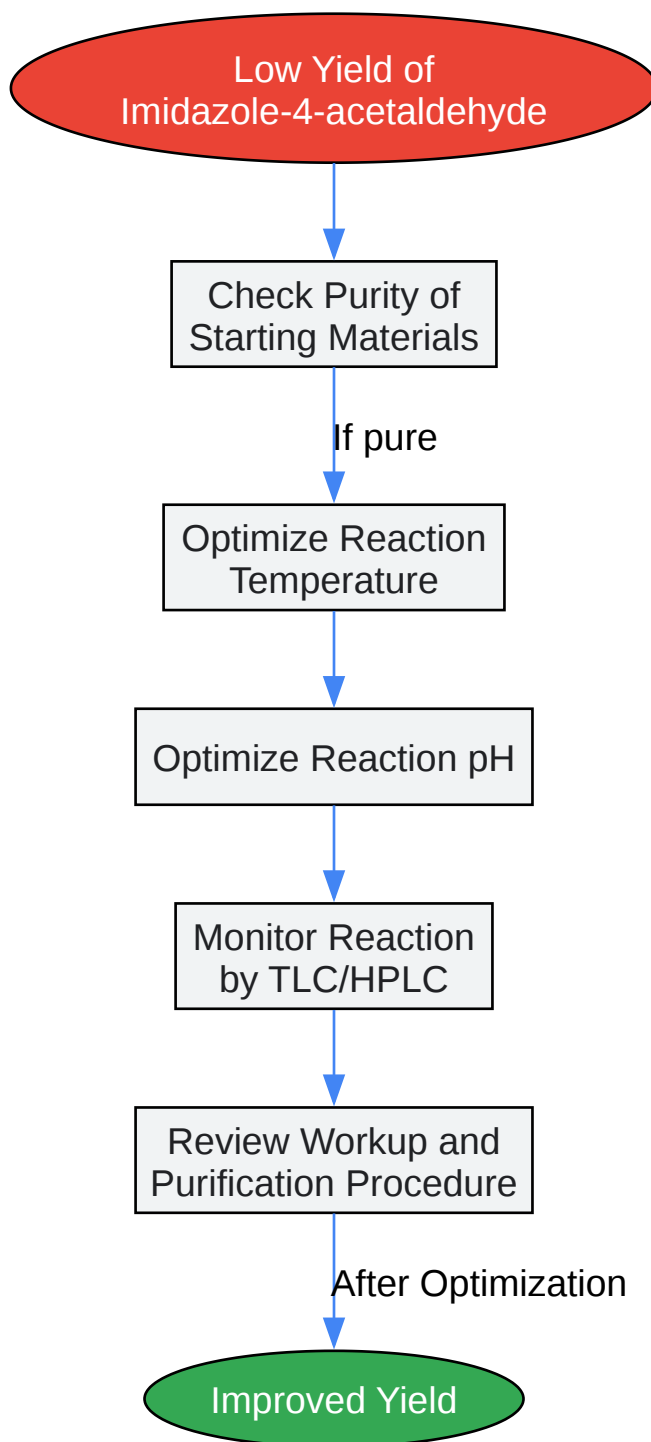 Low Yield of
Imidazole-4-acetaldehyde
Check Purity of
Starting Materials
If pure
Optimize Reaction
Temperature
Optimize Reaction pH
Monitor Reaction
by TLC/HPLC
Review Workup and
Purification Procedure
After Optimization
Improved Yield